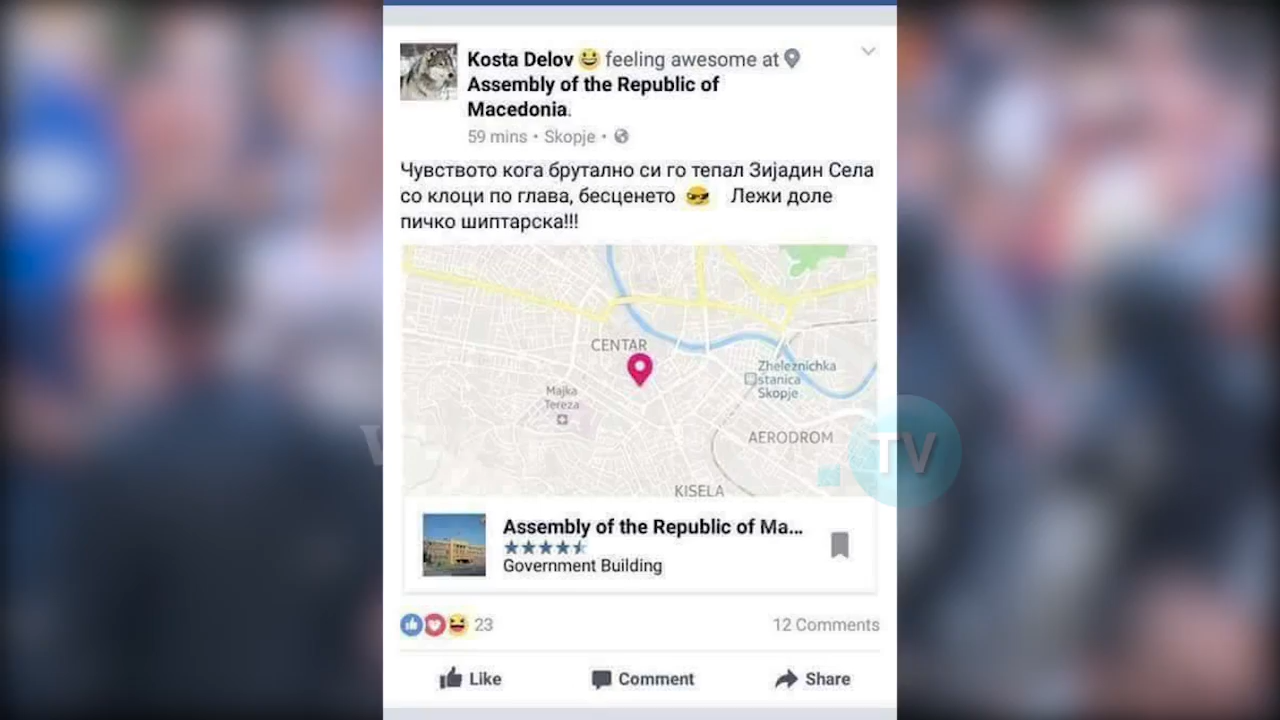 Kosta Delov feeling awesome at
Assembly of the Republic of
Macedonia.
59 mins • Skopje •
Чувството кога брутално си го тепал Зијадин Села
со клоци по глава, бесценето Лежи доле
пичко шиптарска!!!
CENTAR
Zheleznichka
stanica
Skopje
Majka
Tereza
AERODROM
TV
KISELA
Assembly of the Republic of Ma...
Government Building
23
12 Comments
Like
Comment
Share